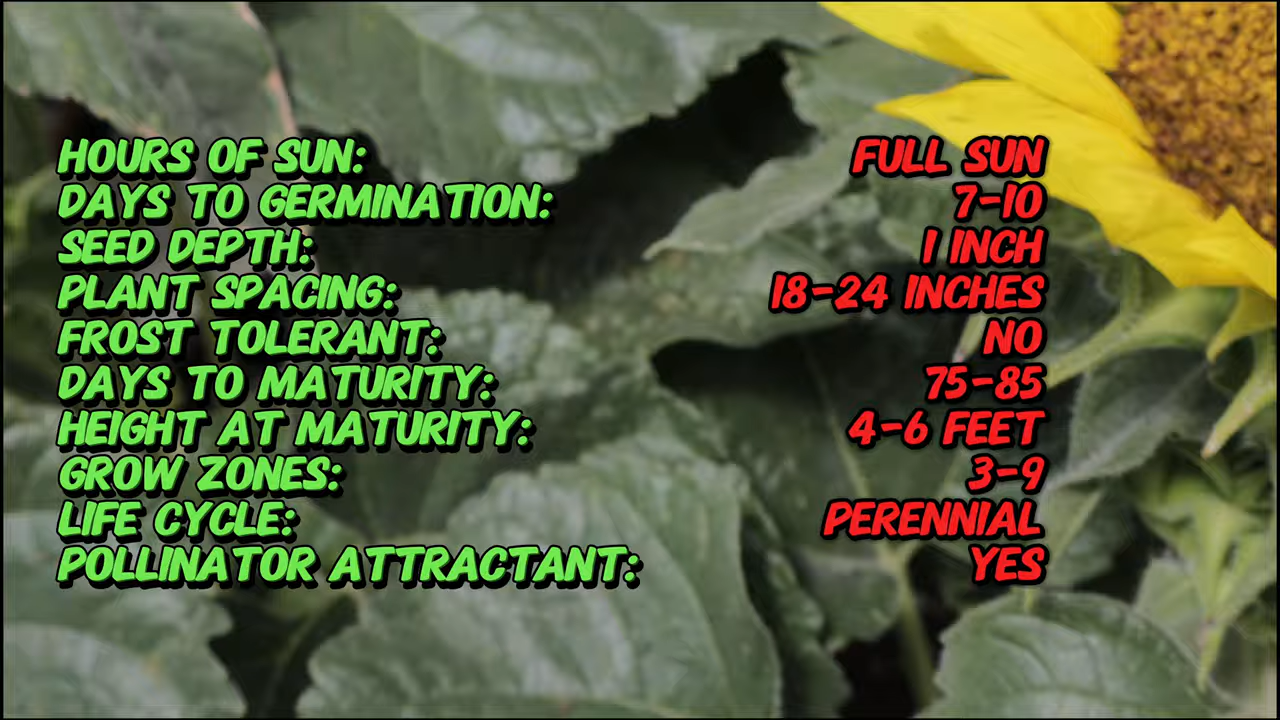 HOURS OF SUN: FULL SUN
DAYS TO GERMINATION: 7-10
SEED DEPTH: 1 INCH
PLANT SPACING: 18-24 INCHES
FROST TOLERANT: NO
DAYS TO MATURITY: 75-85
HEIGHT AT MATURITY: 4-6 FEET
GROW ZONES: 3-9
LIFE CYCLE: PERENNIAL
POLLINATOR ATTRACTANT: YES